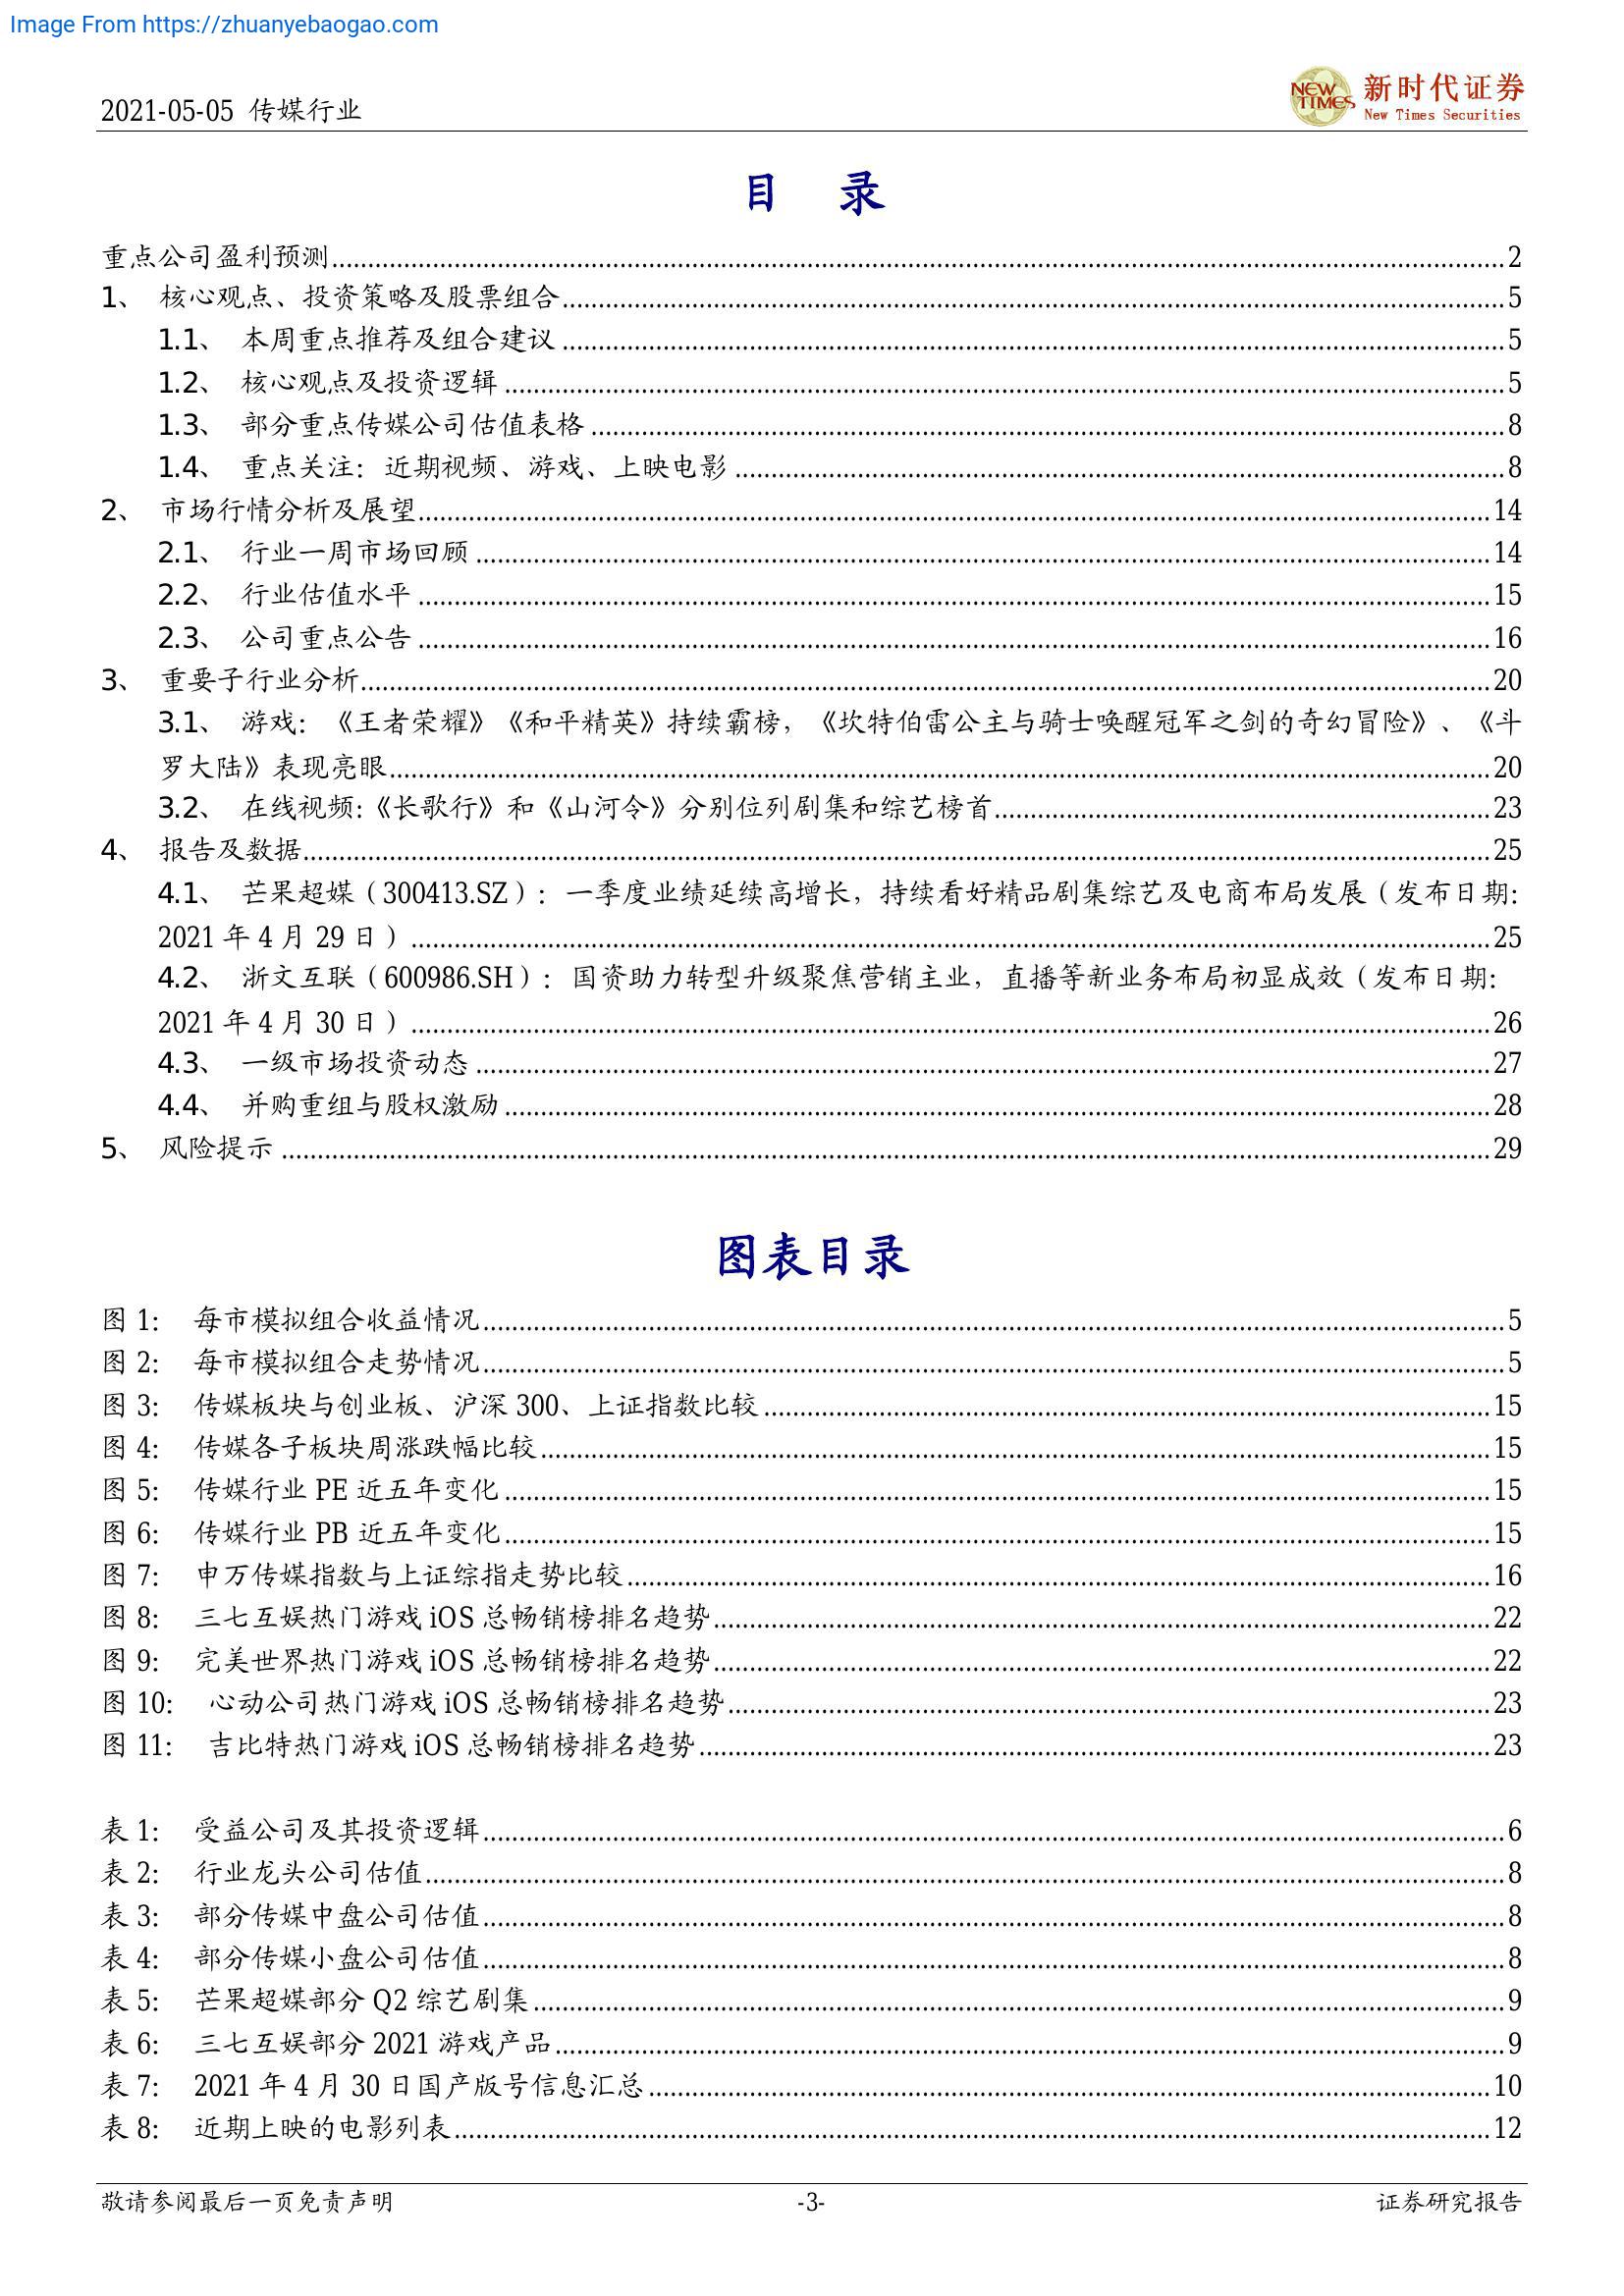 Image From https://zhuanyebaogao.com
2021-05-05 传媒行业
NEW TIMES 新时代证券
New Times Securities
目 录
重点公司盈利预测 2
1、 核心观点、投资策略及股票组合 5
1.1、 本周重点推荐及组合建议 5
1.2、 核心观点及投资逻辑 5
1.3、 部分重点传媒公司估值表格 8
1.4、 重点关注：近期视频、游戏、上映电影 8
2、 市场行情分析及展望 14
2.1、 行业一周市场回顾 14
2.2、 行业估值水平 15
2.3、 公司重点公告 16
3、 重要子行业分析 20
3.1、 游戏：《王者荣耀》《和平精英》持续霸榜，《坎特伯雷公主与骑士唤醒冠军之剑的奇幻冒险》、《斗
罗大陆》表现亮眼 20
3.2、 在线视频：《长歌行》和《山河令》分别位列剧集和综艺榜首 23
4、 报告及数据 25
4.1、 芒果超媒（300413.SZ）：一季度业绩延续高增长，持续看好精品剧集综艺及电商布局发展（发布日期：
2021 年 4 月 29 日） 25
4.2、 浙文互联（600986.SH）：国资助力转型升级聚焦营销主业，直播等新业务布局初显成效（发布日期：
2021 年 4 月 30 日） 26
4.3、 一级市场投资动态 27
4.4、 并购重组与股权激励 28
5、 风险提示 29
图表目录
图 1： 每市模拟组合收益情况 5
图 2： 每市模拟组合走势情况 5
图 3： 传媒板块与创业板、沪深 300、上证指数比较 15
图 4： 传媒各子板块周涨跌幅比较 15
图 5： 传媒行业 PE 近五年变化 15
图 6： 传媒行业 PB 近五年变化 15
图 7： 申万传媒指数与上证综指走势比较 16
图 8： 三七互娱热门游戏 iOS 总畅销榜排名趋势 22
图 9： 完美世界热门游戏 iOS 总畅销榜排名趋势 22
图 10： 心动公司热门游戏 iOS 总畅销榜排名趋势 23
图 11： 吉比特热门游戏 iOS 总畅销榜排名趋势 23
表 1： 受益公司及其投资逻辑 6
表 2： 行业龙头公司估值 8
表 3： 部分传媒中盘公司估值 8
表 4： 部分传媒小盘公司估值 8
表 5： 芒果超媒部分 Q2 综艺剧集 9
表 6： 三七互娱部分 2021 游戏产品 9
表 7： 2021 年 4 月 30 日国产版号信息汇总 10
表 8： 近期上映的电影列表 12
敬请参阅最后一页免责声明 -3- 证券研究报告